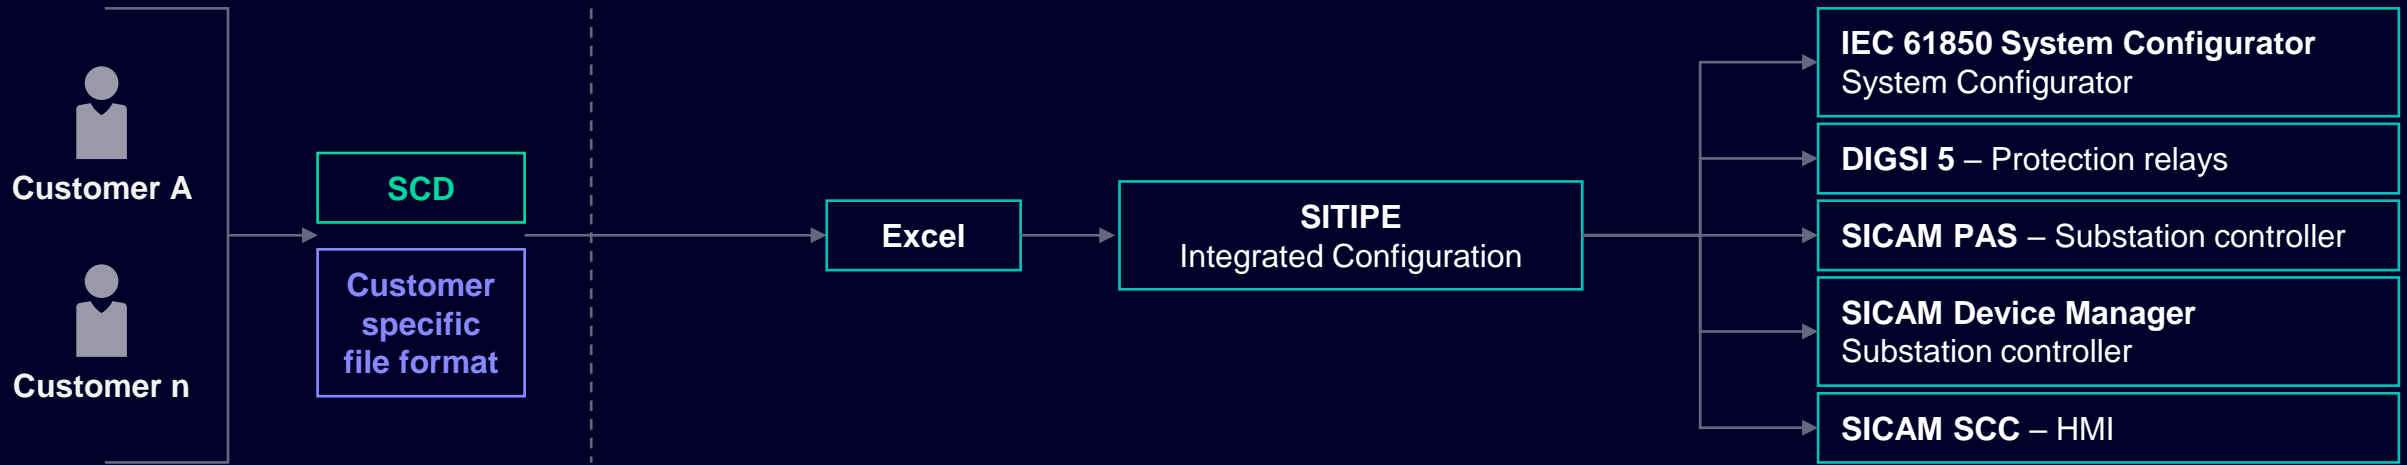 Customer A
Customer n
SCD
Customer
specific
file format
Excel
SITIPE
Integrated Configuration
IEC 61850 System Configurator
System Configurator
DIGSI 5 – Protection relays
SICAM PAS – Substation controller
SICAM Device Manager
Substation controller
SICAM SCC – HMI